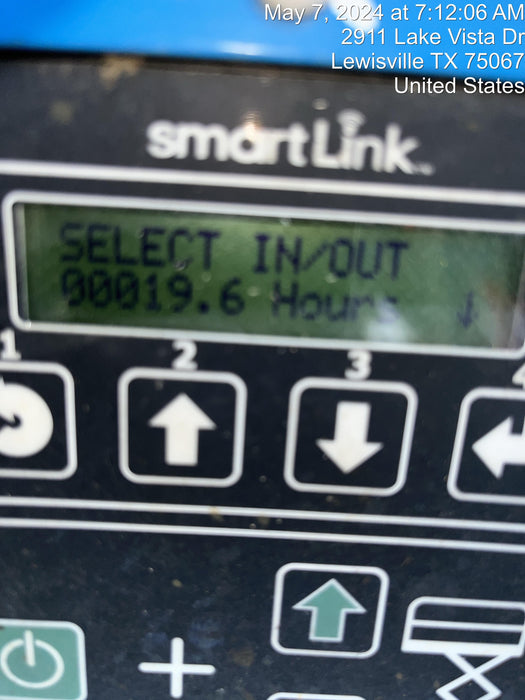 May 7, 2024 at 7:12:06 AM
2911 Lake Vista Dr
Lewisville TX 75067
United States
smartLink™
SELECT IN/OUT
00019.6 Hours ↓
1 2 3 4
+